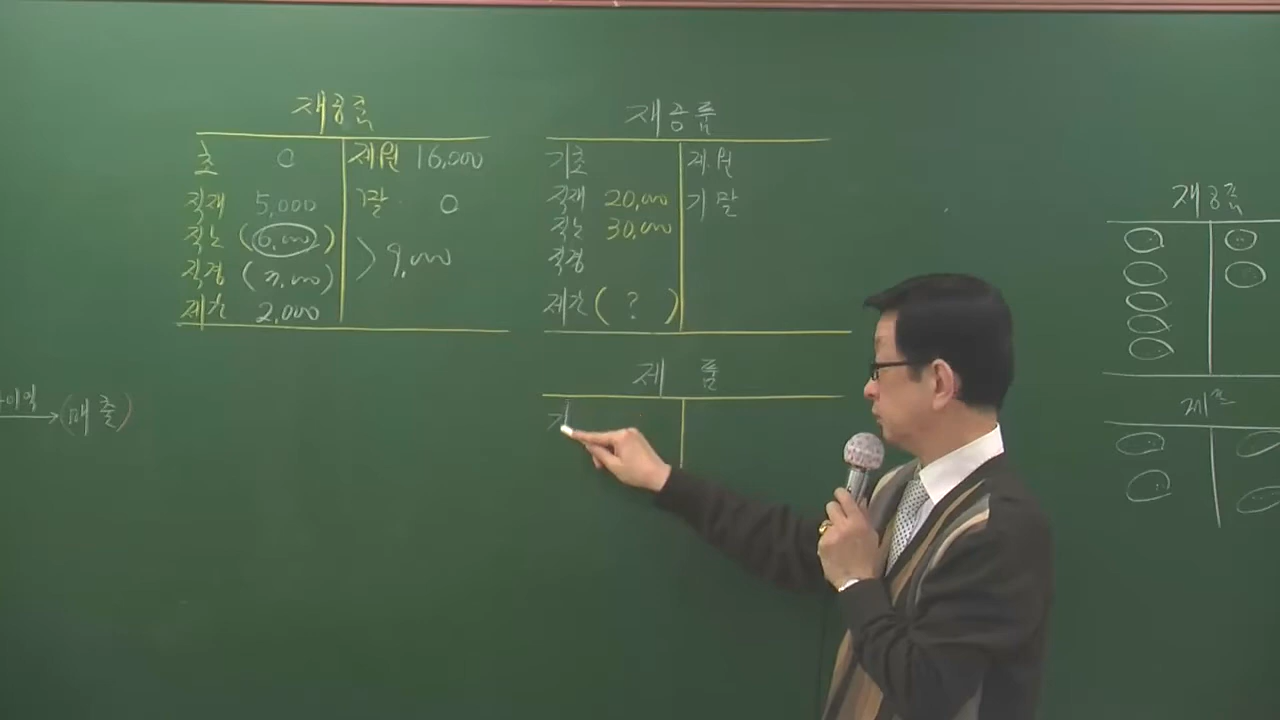 재공품
초 0 제.원 16,000
직재 5,000 기말 0
직노 (6,000) > 9,000
직경 (3,000)
제간 2,000
재공품
기초 제.원
직재 20,000 기말
직노 30,000
직경
제간 ( ? )
제 품
기
이익
→ (매출)
재공품
제품